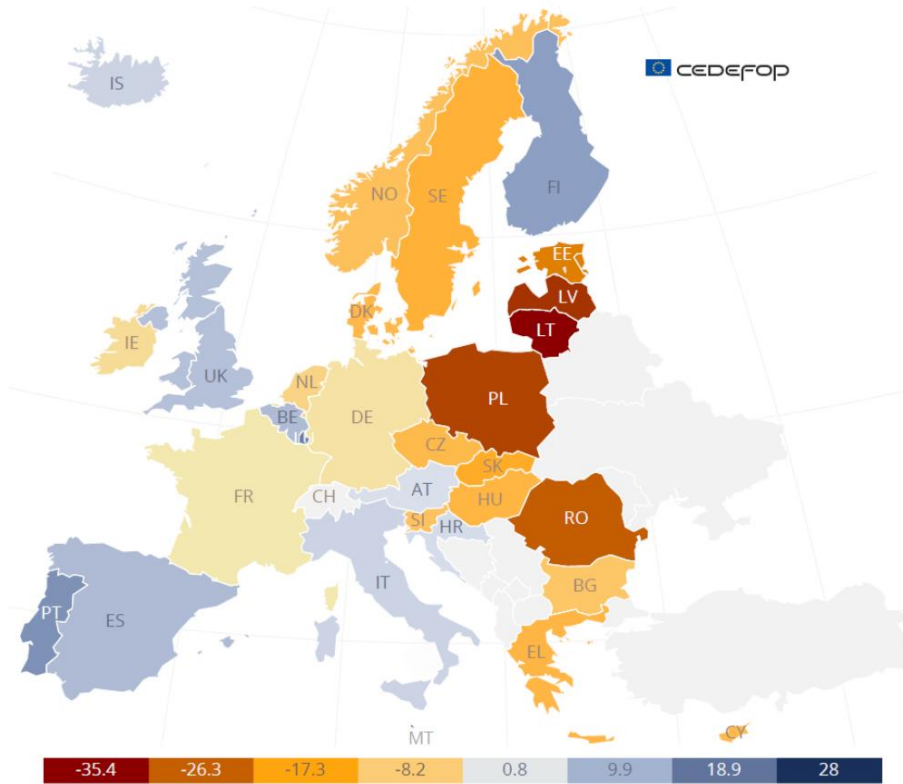 CEDEFOP
IS
FI
NO
SE
EE
LV
DK
LT
IE
UK
NL
PL
BE
DE
LU
CZ
SK
FR
CH
AT
HU
SI
HR
RO
IT
BG
PT
ES
EL
CY
MT
-35.4 -26.3 -17.3 -8.2 0.8 9.9 18.9 28